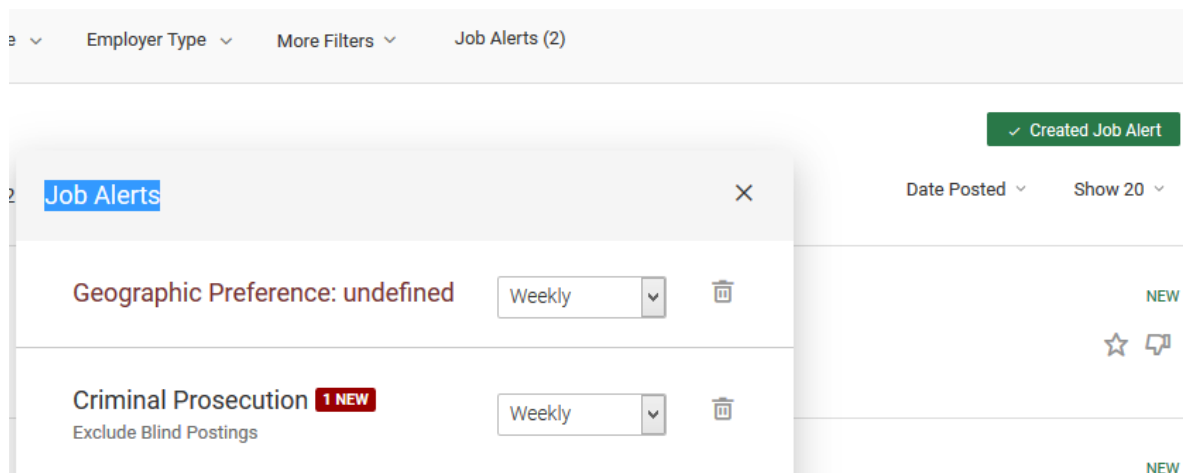 e Employer Type More Filters Job Alerts (2)
Created Job Alert
2 Job Alerts
Date Posted Show 20
Geographic Preference: undefined Weekly
NEW
Criminal Prosecution 1 NEW Weekly
Exclude Blind Postings
NEW